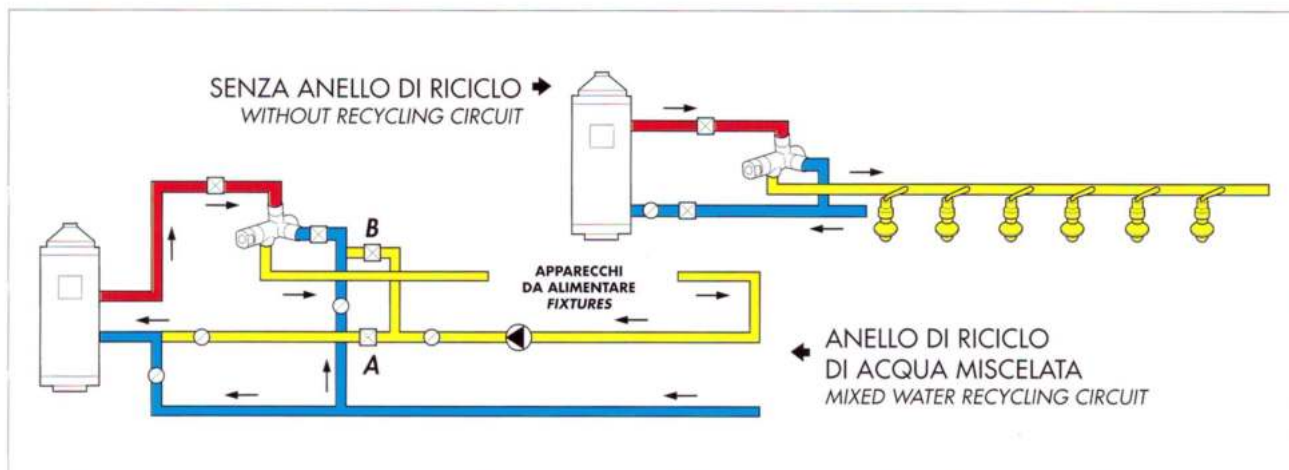 SENZA ANELLO DI RICICLO
WITHOUT RECYCLING CIRCUIT
B
APPARECCHI
DA ALIMENTARE
FIXTURES
A
ANELLO DI RICICLO
DI ACQUA MISCELATA
MIXED WATER RECYCLING CIRCUIT